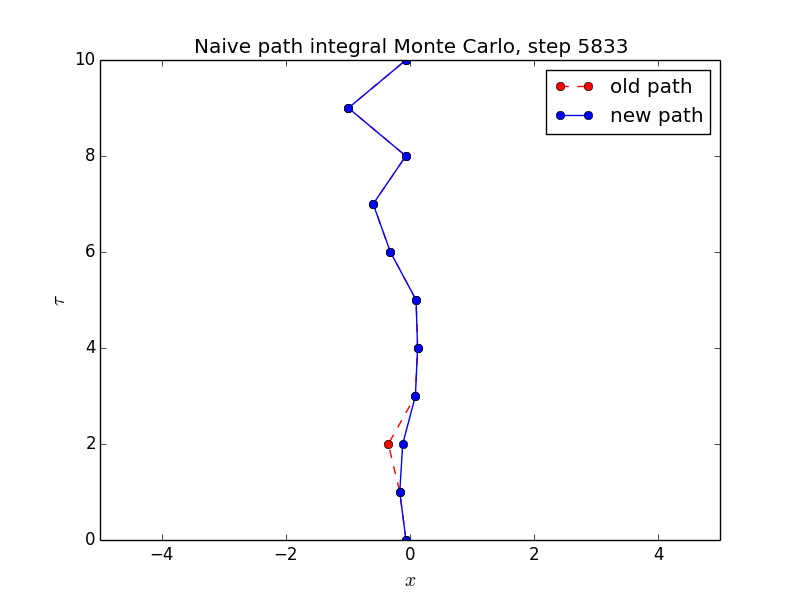 Naive path integral Monte Carlo, step 5833
old path
new path
10
8
6
4
2
0
τ
−4
−2
0
2
4
x